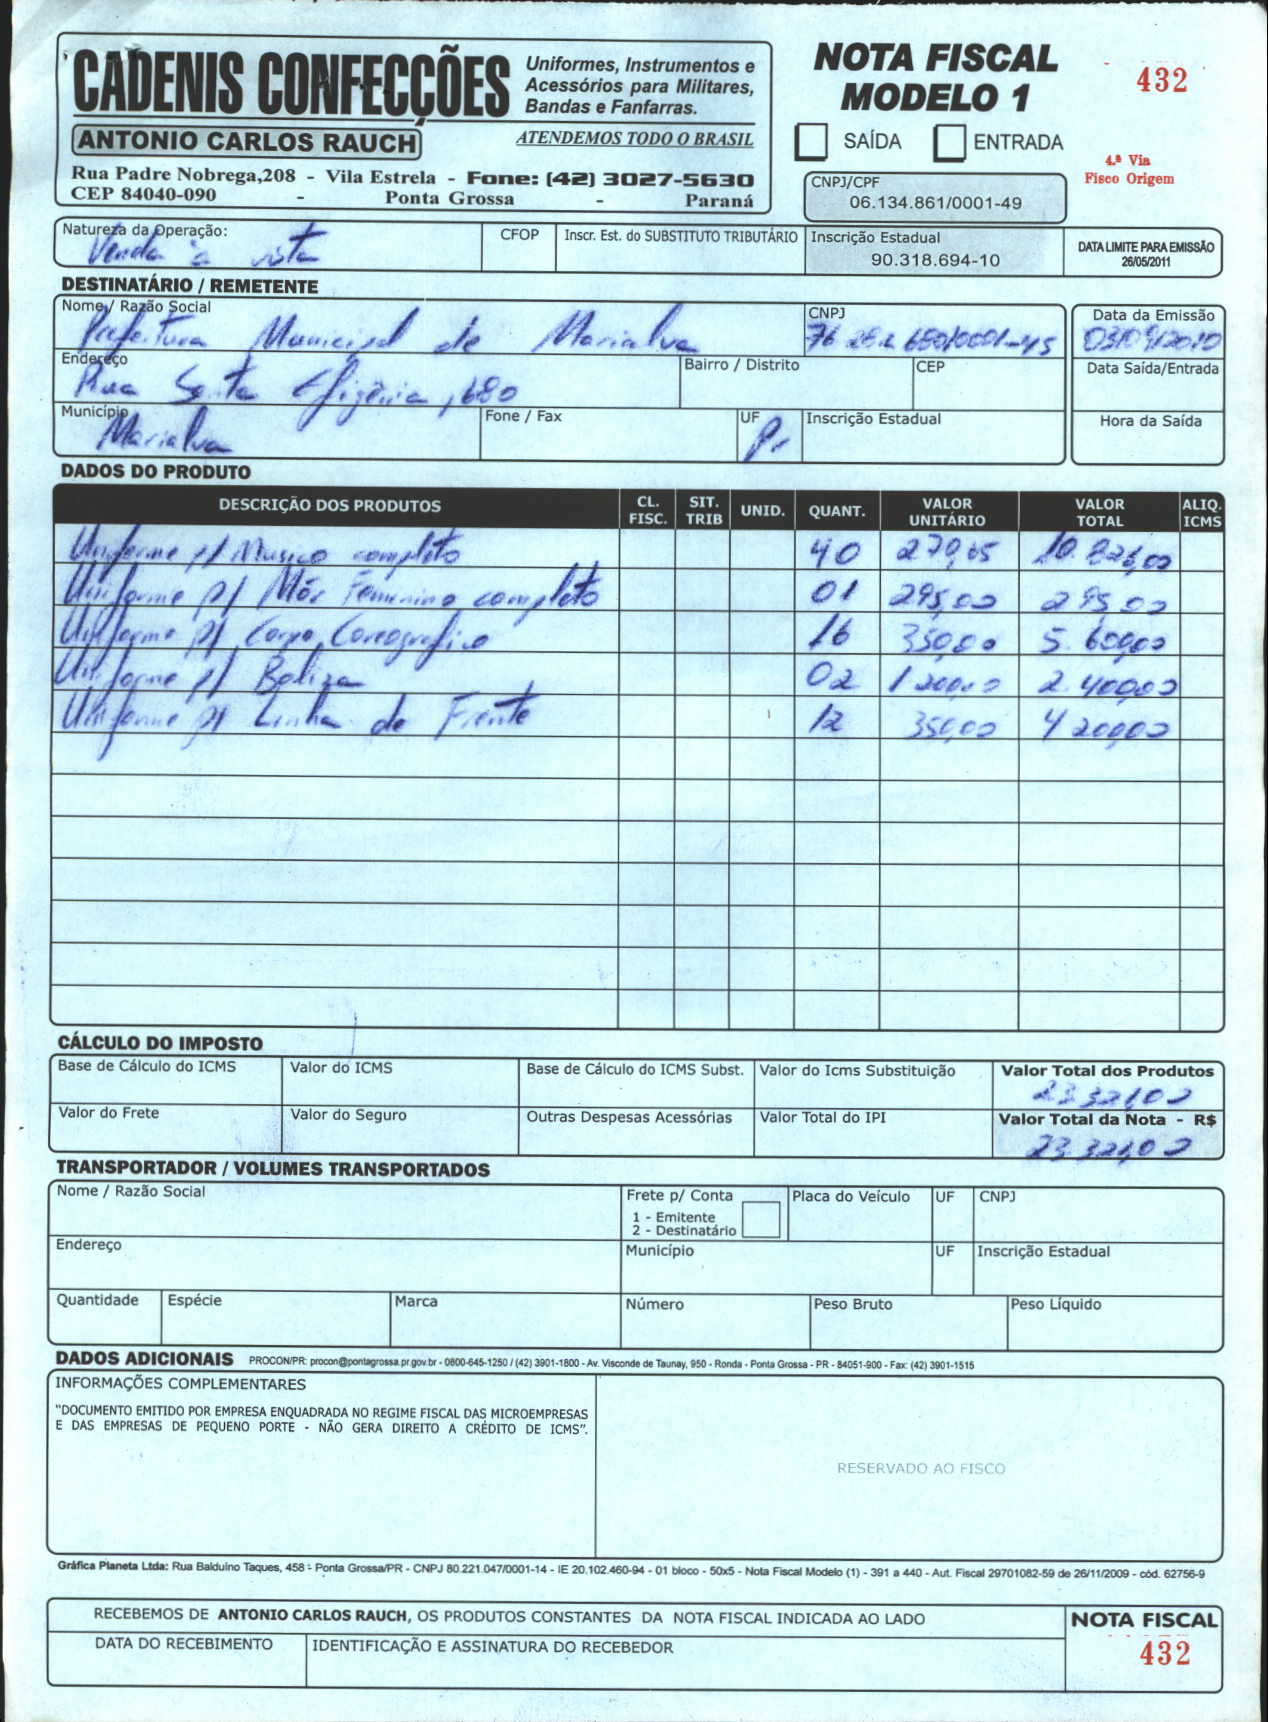 CADENIS CONFECÇÕES
Uniformes, Instrumentos e
Acessórios para Militares,
Bandas e Fanfarras.
ANTONIO CARLOS RAUCH
ATENDEMOS TODO O BRASIL
Rua Padre Nobrega,208 - Vila Estrela - Fone: (42) 3027-5630
CEP 84040-090 - Ponta Grossa - Paraná
NOTA FISCAL
MODELO 1
432
SAÍDA ENTRADA
4.ª Via
Fisco Origem
CNPJ/CPF
06.134.861/0001-49
Natureza da Operação: CFOP Inscr. Est. do SUBSTITUTO TRIBUTÁRIO Inscrição Estadual
Venda à vista
90.318.694-10
DATA LIMITE PARA EMISSÃO
26/05/2011
DESTINATÁRIO / REMETENTE
Nome / Razão Social CNPJ Data da Emissão
Prefeitura Municipal de Marialva 76 282 680/0001-45 03/09/2010
Endereço Bairro / Distrito CEP Data Saída/Entrada
Rua Santa Efigênia, 680
Município Fone / Fax UF Inscrição Estadual Hora da Saída
Marialva Pr
DADOS DO PRODUTO
DESCRIÇÃO DOS PRODUTOS CL. FISC. SIT. TRIB UNID. QUANT. VALOR UNITÁRIO VALOR TOTAL ALIQ. ICMS
Uniforme p/ Musico completo 40 270,65 10.826,00
Uniforme p/ Mór Feminino completo 01 295,00 295,00
Uniforme p/ Corpo Coreografico 16 350,00 5.600,00
Uniforme p/ Baliza 02 1200,00 2.400,00
Uniforme p/ Linha de Frente 12 350,00 4200,00
CÁLCULO DO IMPOSTO
Base de Cálculo do ICMS Valor do ICMS Base de Cálculo do ICMS Subst. Valor do Icms Substituição Valor Total dos Produtos
23.321,00
Valor do Frete Valor do Seguro Outras Despesas Acessórias Valor Total do IPI Valor Total da Nota - R$
23.321,00
TRANSPORTADOR / VOLUMES TRANSPORTADOS
Nome / Razão Social Frete p/ Conta Placa do Veículo UF CNPJ
1 - Emitente
2 - Destinatário
Endereço Município UF Inscrição Estadual
Quantidade Espécie Marca Número Peso Bruto Peso Líquido
DADOS ADICIONAIS PROCON/PR: procon@pontagrossa.pr.gov.br - 0800-645-1250 / (42) 3901-1800 - Av. Visconde de Taunay, 950 - Ronda - Ponta Grossa - PR - 84051-900 - Fax: (42) 3901-1515
INFORMAÇÕES COMPLEMENTARES
"DOCUMENTO EMITIDO POR EMPRESA ENQUADRADA NO REGIME FISCAL DAS MICROEMPRESAS
E DAS EMPRESAS DE PEQUENO PORTE - NÃO GERA DIREITO A CRÉDITO DE ICMS".
RESERVADO AO FISCO
Gráfica Planeta Ltda: Rua Balduino Taques, 458 - Ponta Grossa/PR - CNPJ 80.221.047/0001-14 - IE 20.102.460-94 - 01 bloco - 50x5 - Nota Fiscal Modelo (1) - 391 a 440 - Aut. Fiscal 29701082-59 de 26/11/2009 - cód. 62756-9
RECEBEMOS DE ANTONIO CARLOS RAUCH, OS PRODUTOS CONSTANTES DA NOTA FISCAL INDICADA AO LADO
NOTA FISCAL
DATA DO RECEBIMENTO IDENTIFICAÇÃO E ASSINATURA DO RECEBEDOR
432